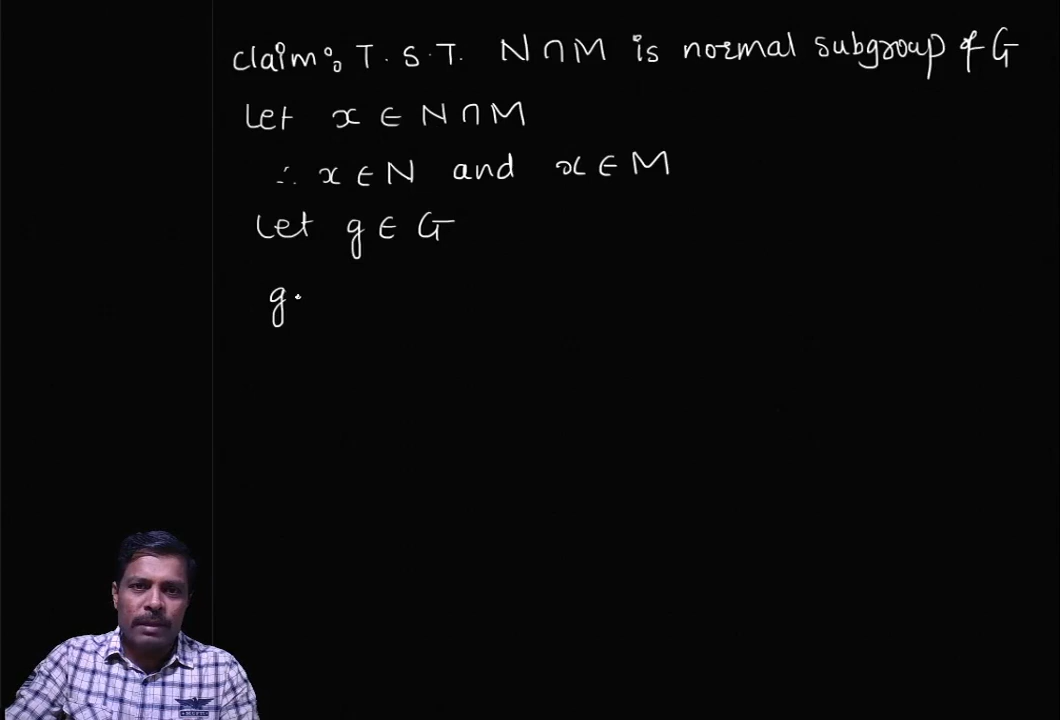 claim: T.S.T. N∩M is normal subgroup of G
Let x ∈ N∩M
∴ x ∈ N and x ∈ M
Let g ∈ G
g.